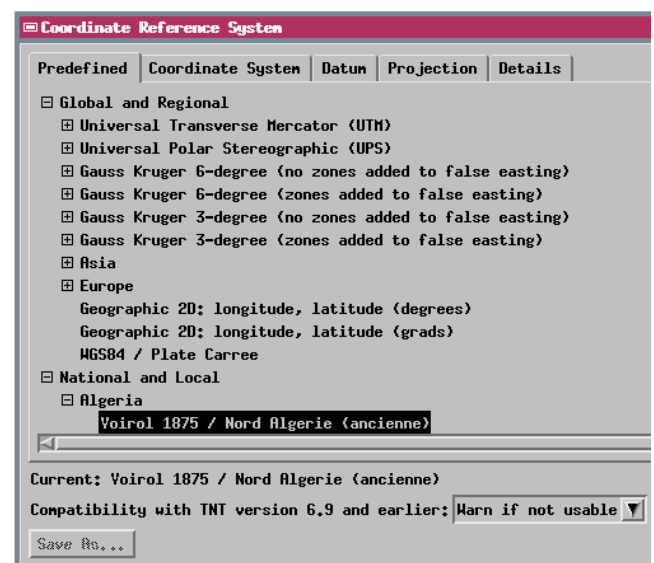 Coordinate Reference System
Predefined Coordinate System Datum Projection Details
Global and Regional
Universal Transverse Mercator (UTM)
Universal Polar Stereographic (UPS)
Gauss Kruger 6-degree (no zones added to false easting)
Gauss Kruger 6-degree (zones added to false easting)
Gauss Kruger 3-degree (no zones added to false easting)
Gauss Kruger 3-degree (zones added to false easting)
Asia
Europe
Geographic 2D: longitude, latitude (degrees)
Geographic 2D: longitude, latitude (grads)
WGS84 / Plate Carree
National and Local
Algeria
Voirol 1875 / Nord Algerie (ancienne)
Current: Voirol 1875 / Nord Algerie (ancienne)
Compatibility with TNT version 6.9 and earlier: Warn if not usable
Save As...